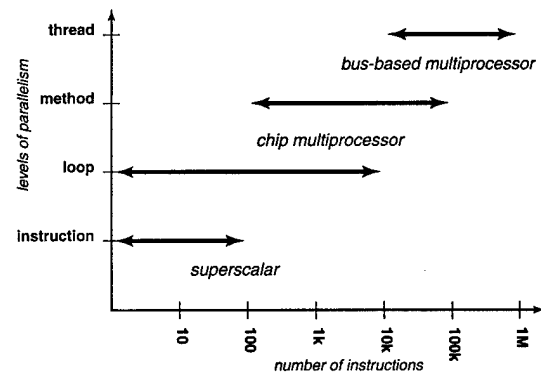 thread
bus-based multiprocessor
method
chip multiprocessor
loop
instruction
superscalar
levels of parallelism
10
100
1k
10k
100k
1M
number of instructions